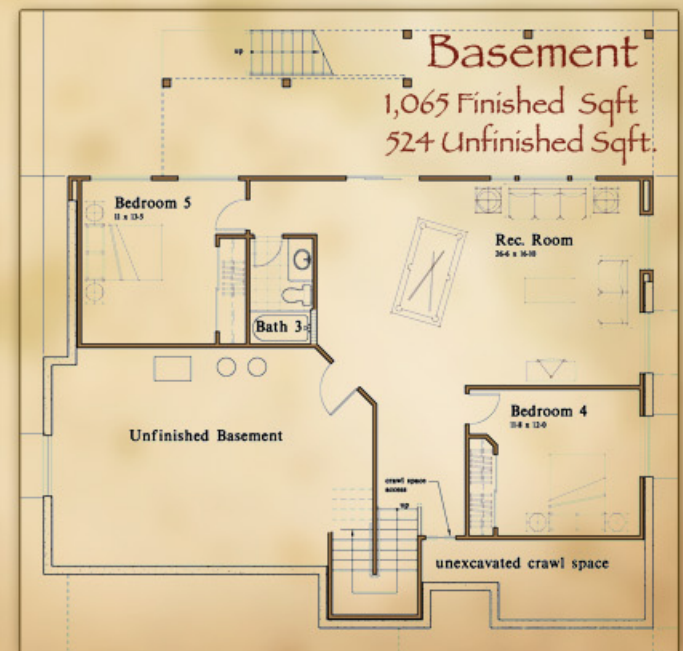 up
Basement
1,065 Finished Sqft
524 Unfinished Sqft.
Bedroom 5
11 x 13-5
Rec. Room
26-6 x 16-10
Bath 3
Bedroom 4
11-8 x 12-0
Unfinished Basement
crawl space
access
up
unexcavated crawl space